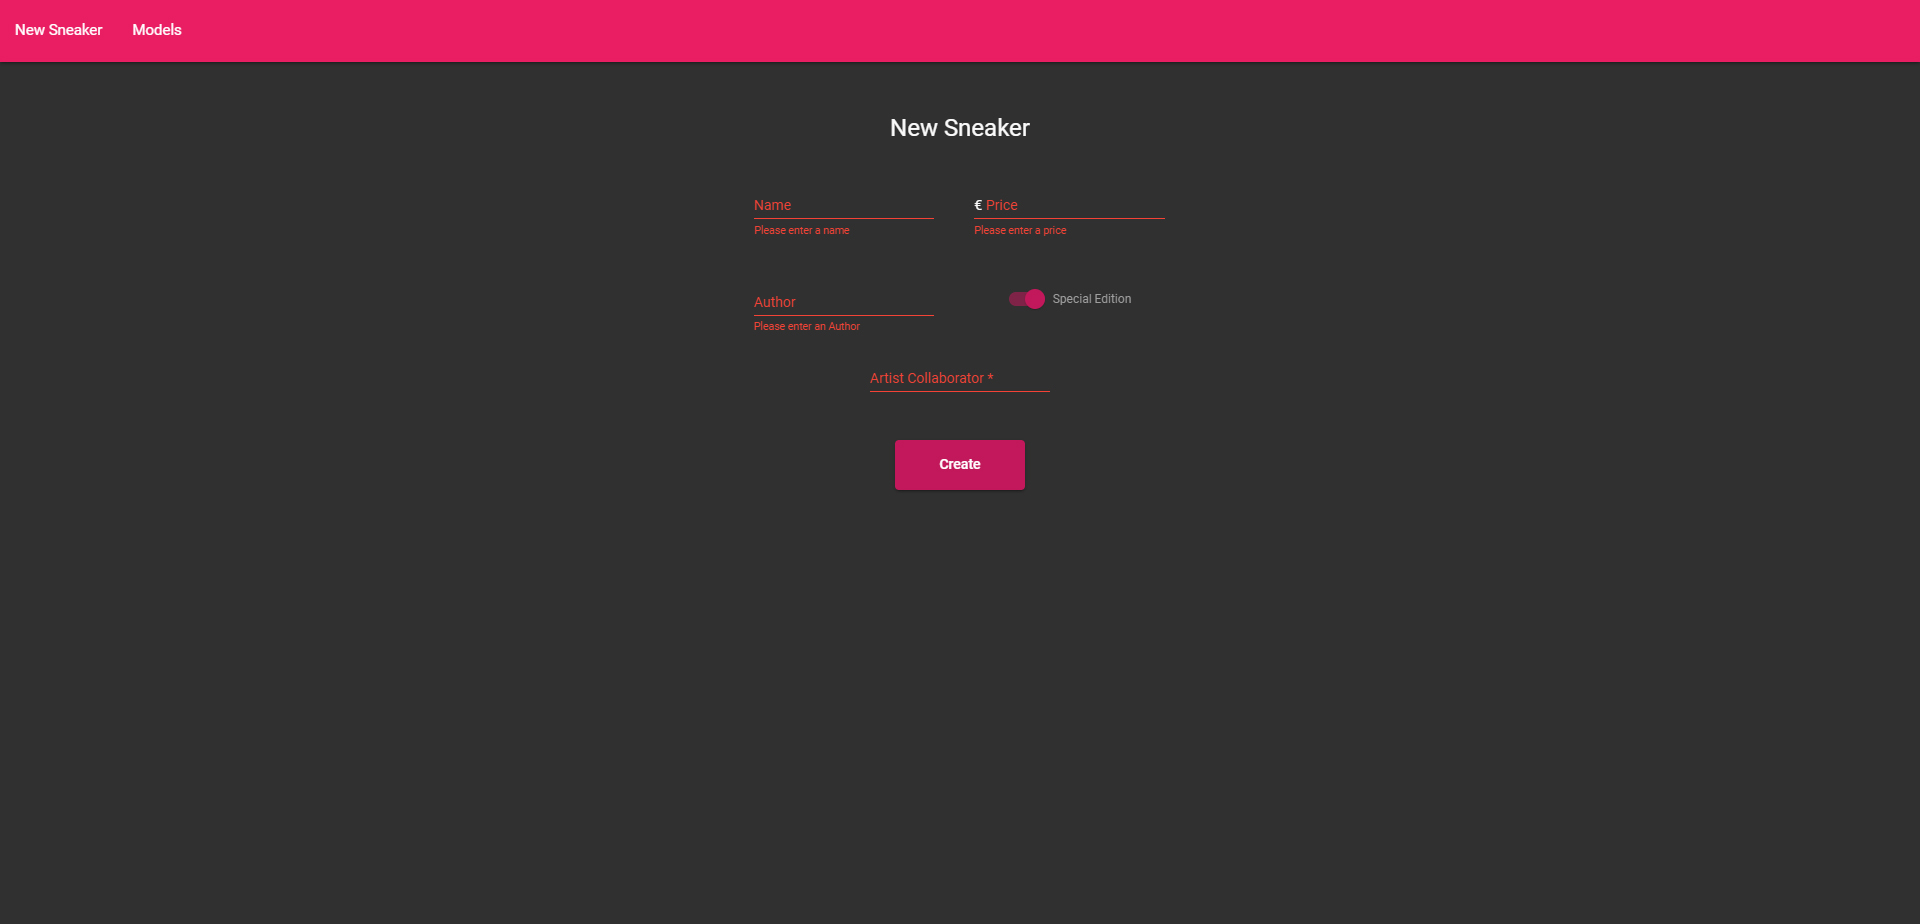 New Sneaker Models
New Sneaker
Name € Price
Please enter a name Please enter a price
Author Special Edition
Please enter an Author
Artist Collaborator *
Create